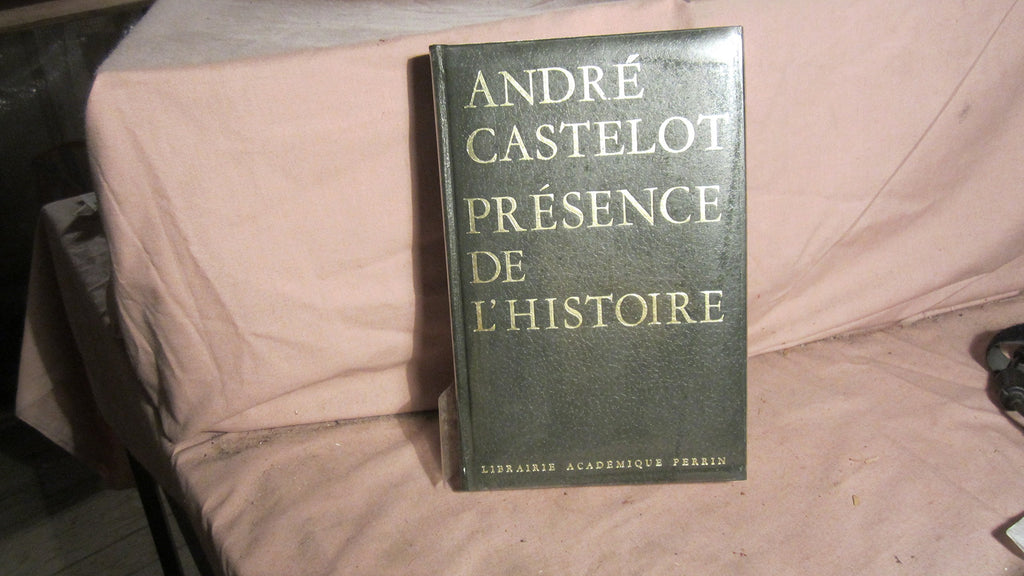 ANDRÉ
CASTELOT
PRÉSENCE
DE
L'HISTOIRE
LIBRAIRIE ACADÉMIQUE PERRIN